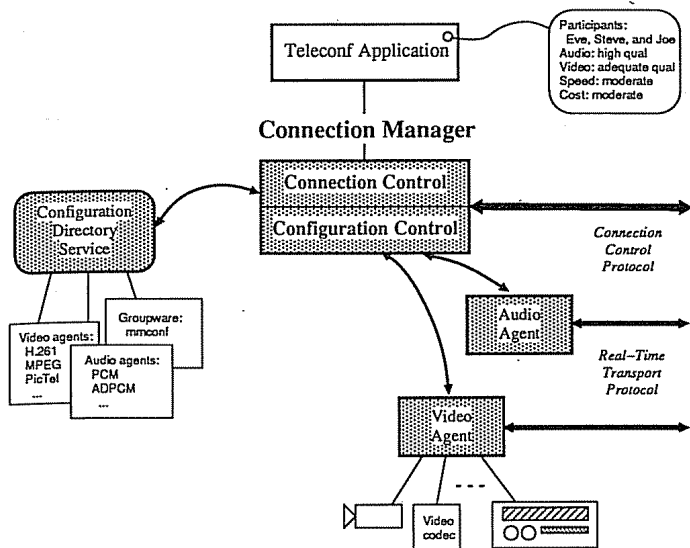 Participants:
Eve, Steve, and Joe
Audio: high qual
Video: adequate qual
Speed: moderate
Cost: moderate
Teleconf Application
Connection Manager
Connection Control
Configuration Control
Configuration
Directory
Service
Connection
Control
Protocol
Groupware:
mmconf
Video agents:
H.261
MPEG
PicTel
...
Audio agents:
PCM
ADPCM
...
Audio
Agent
Real-Time
Transport
Protocol
Video
Agent
Video
codec